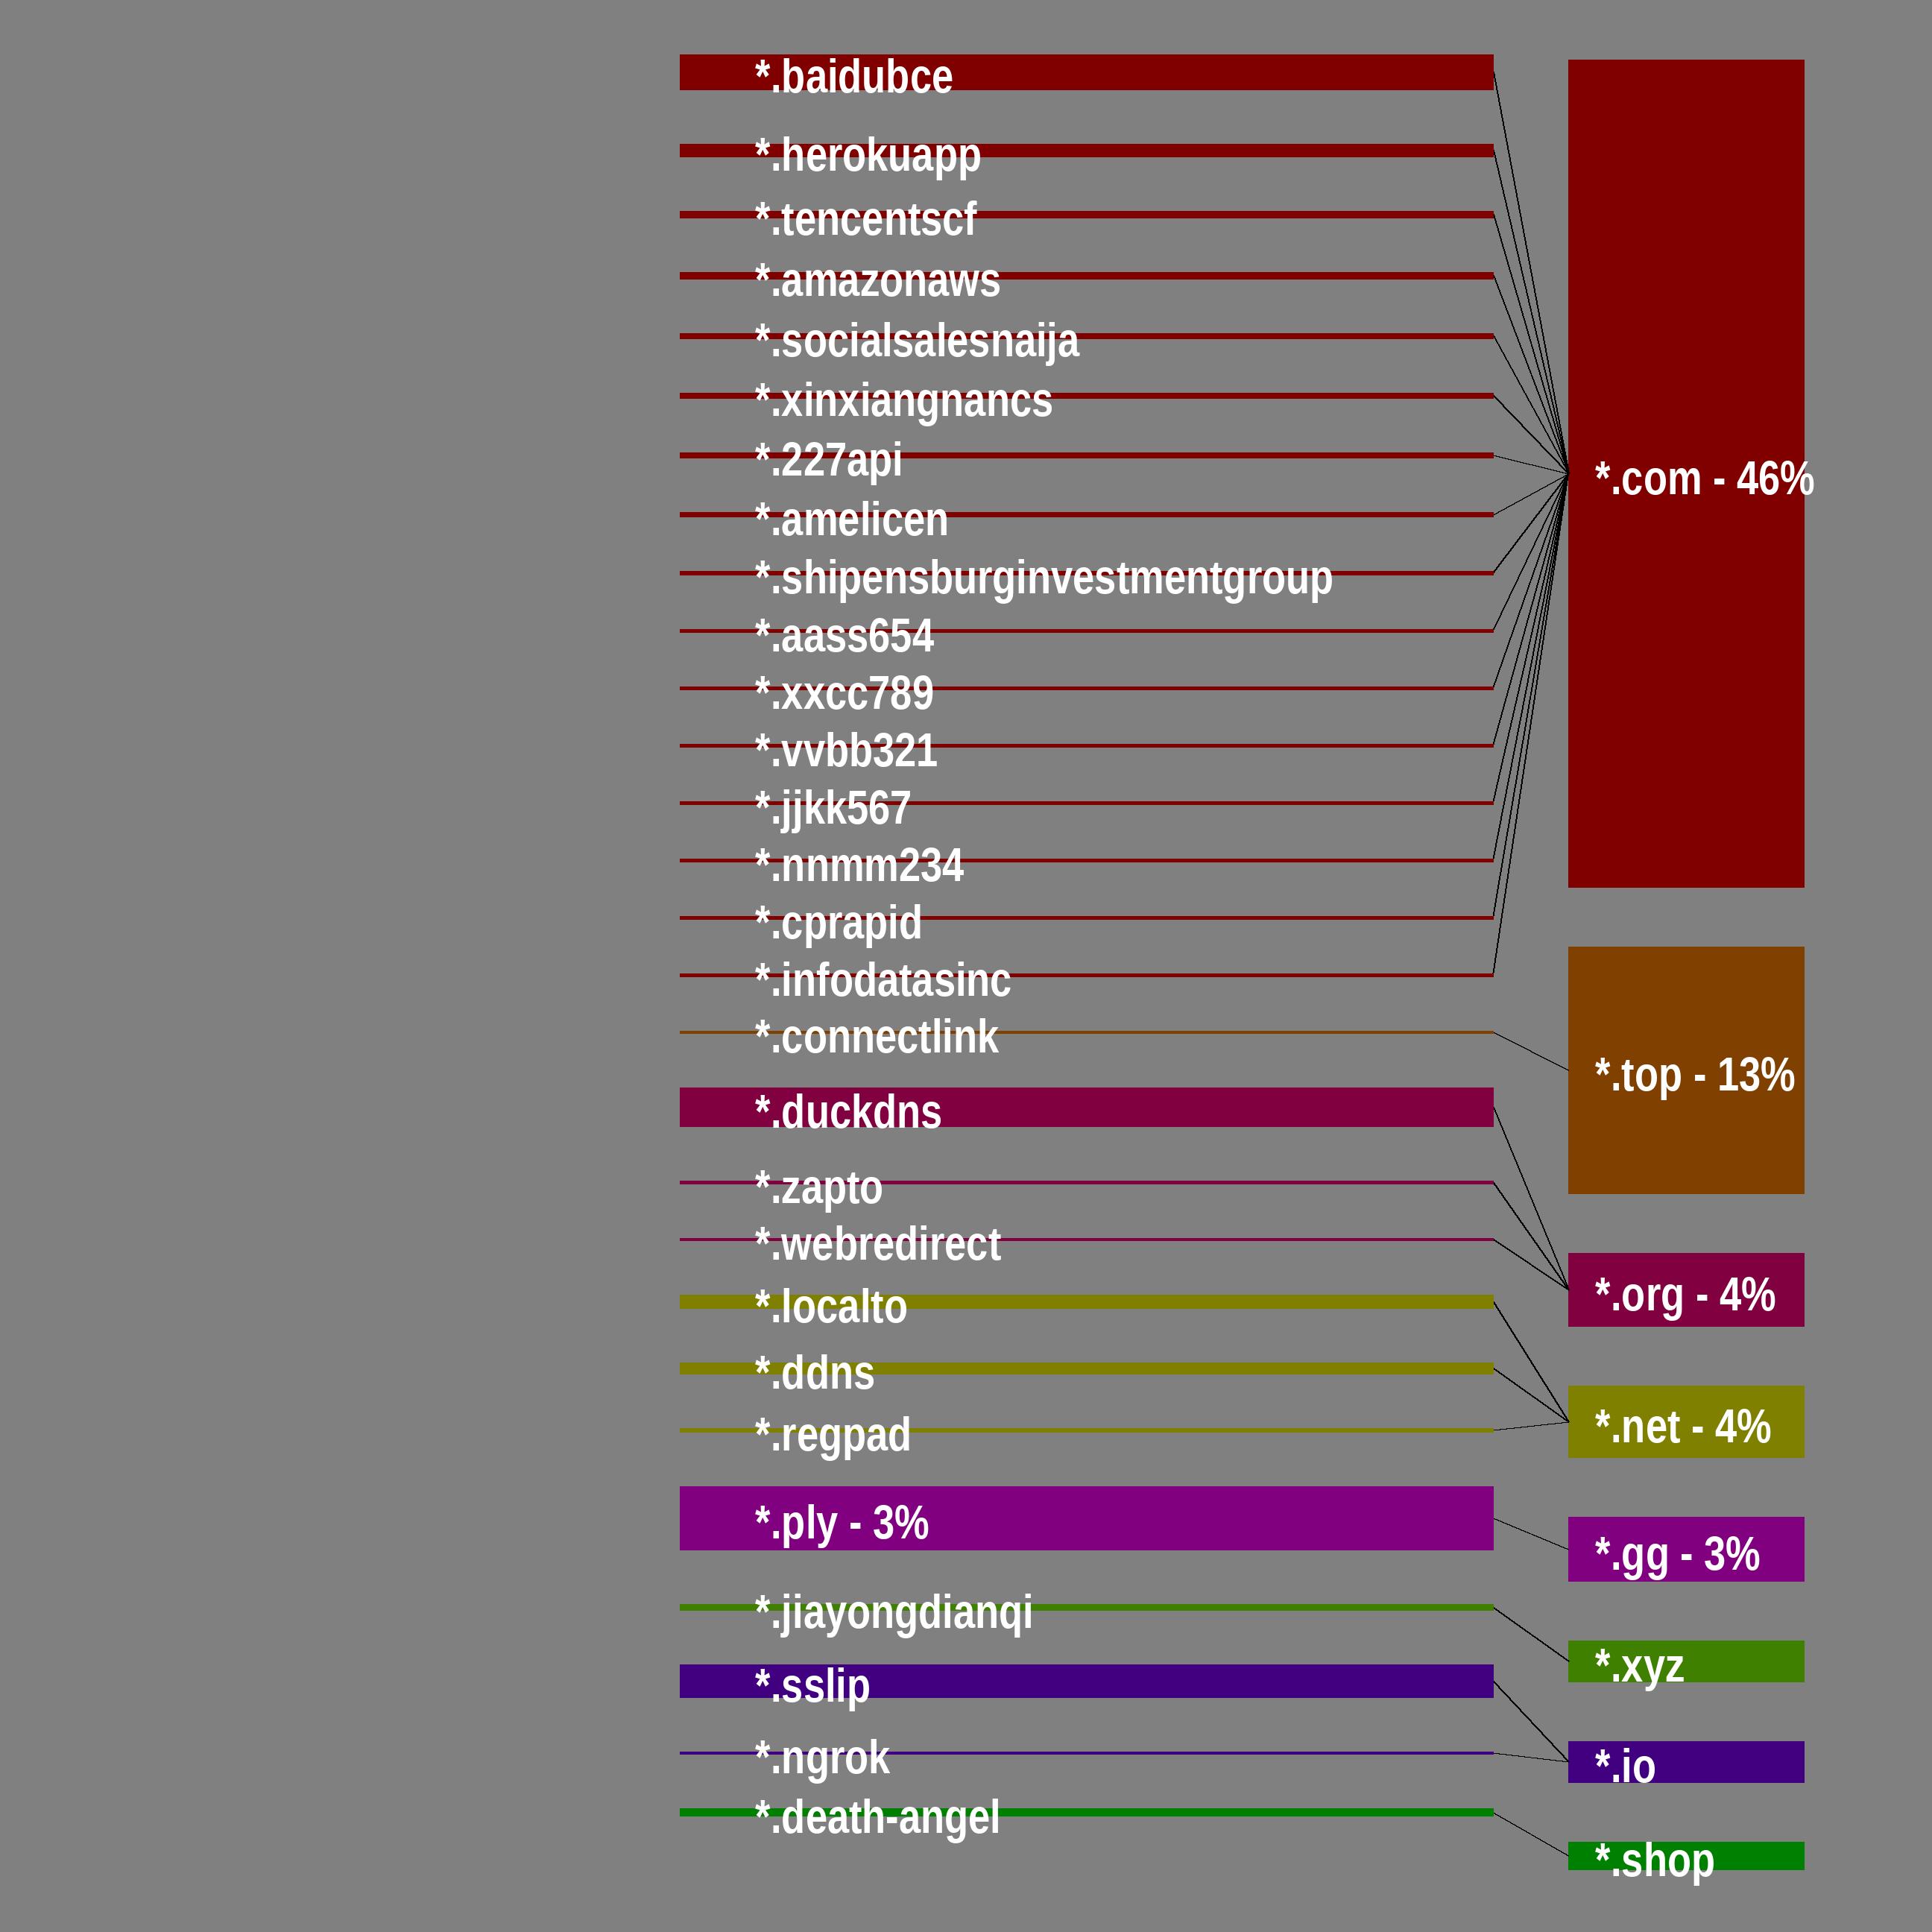 *.baidubce
*.herokuapp
*.tencentscf
*.amazonaws
*.socialsalesnaija
*.xinxiangnancs
*.227api
*.amelicen
*.shipensburginvestmentgroup
*.aass654
*.xxcc789
*.vvbb321
*.jjkk567
*.nnmm234
*.cprapid
*.infodatasinc
*.connectlink
*.duckdns
*.zapto
*.webredirect
*.localto
*.ddns
*.regpad
*.ply - 3%
*.jiayongdianqi
*.sslip
*.ngrok
*.death-angel
*.com - 46%
*.top - 13%
*.org - 4%
*.net - 4%
*.gg - 3%
*.xyz
*.io
*.shop